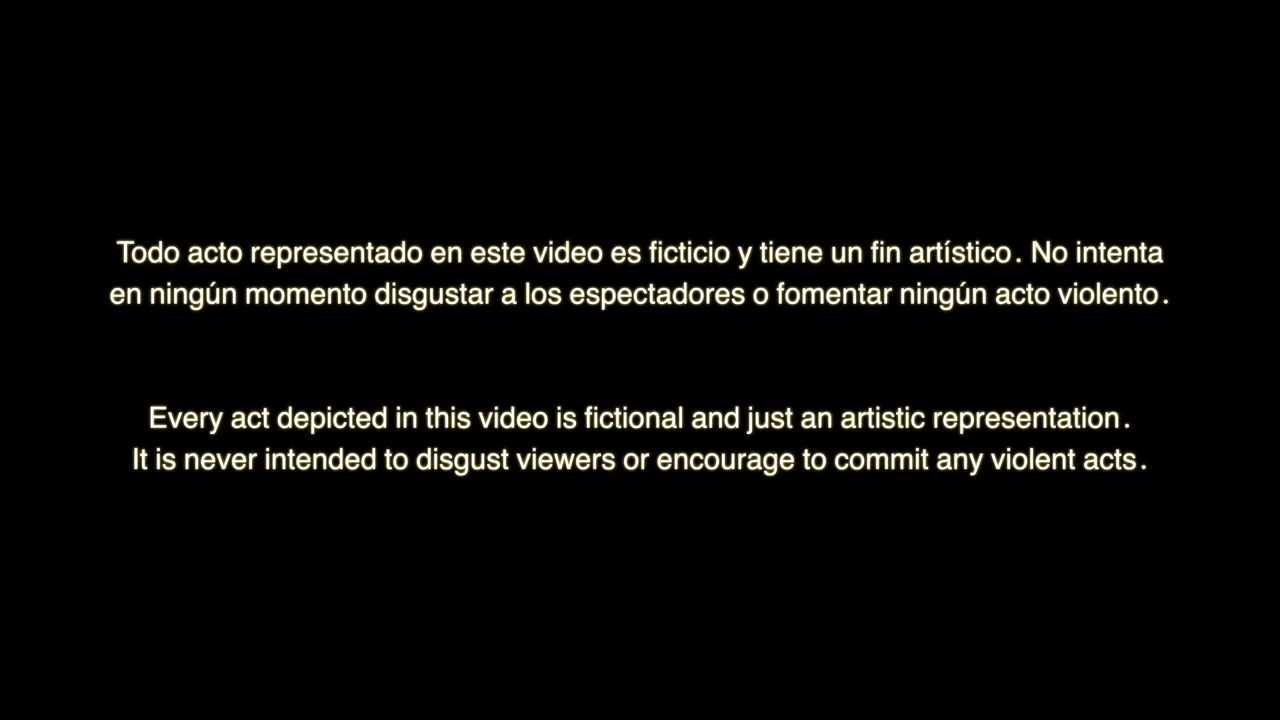 Todo acto representado en este video es ficticio y tiene un fin artístico. No intenta
en ningún momento disgustar a los espectadores o fomentar ningún acto violento.
Every act depicted in this video is fictional and just an artistic representation.
It is never intended to disgust viewers or encourage to commit any violent acts.